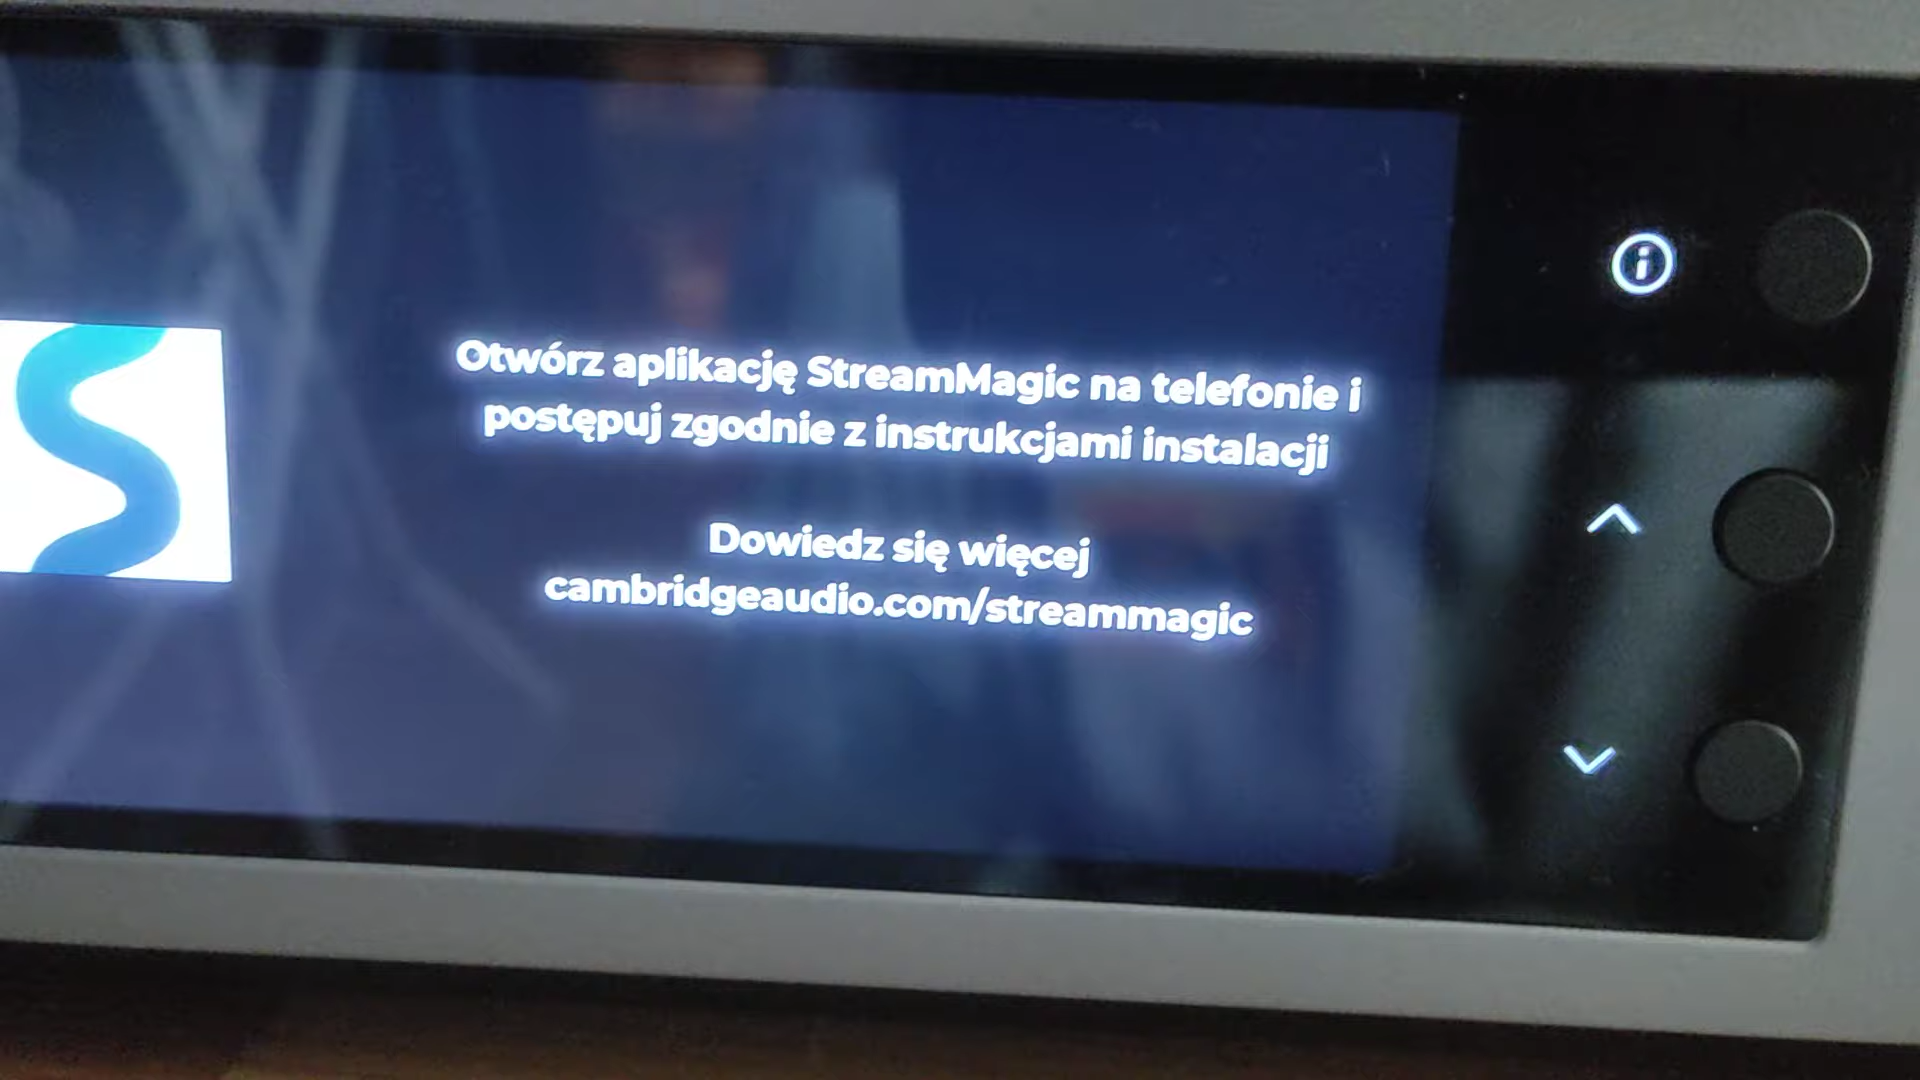 Otwórz aplikację StreamMagic na telefonie i
postępuj zgodnie z instrukcjami instalacji
Dowiedz się więcej
cambridgeaudio.com/streammagic